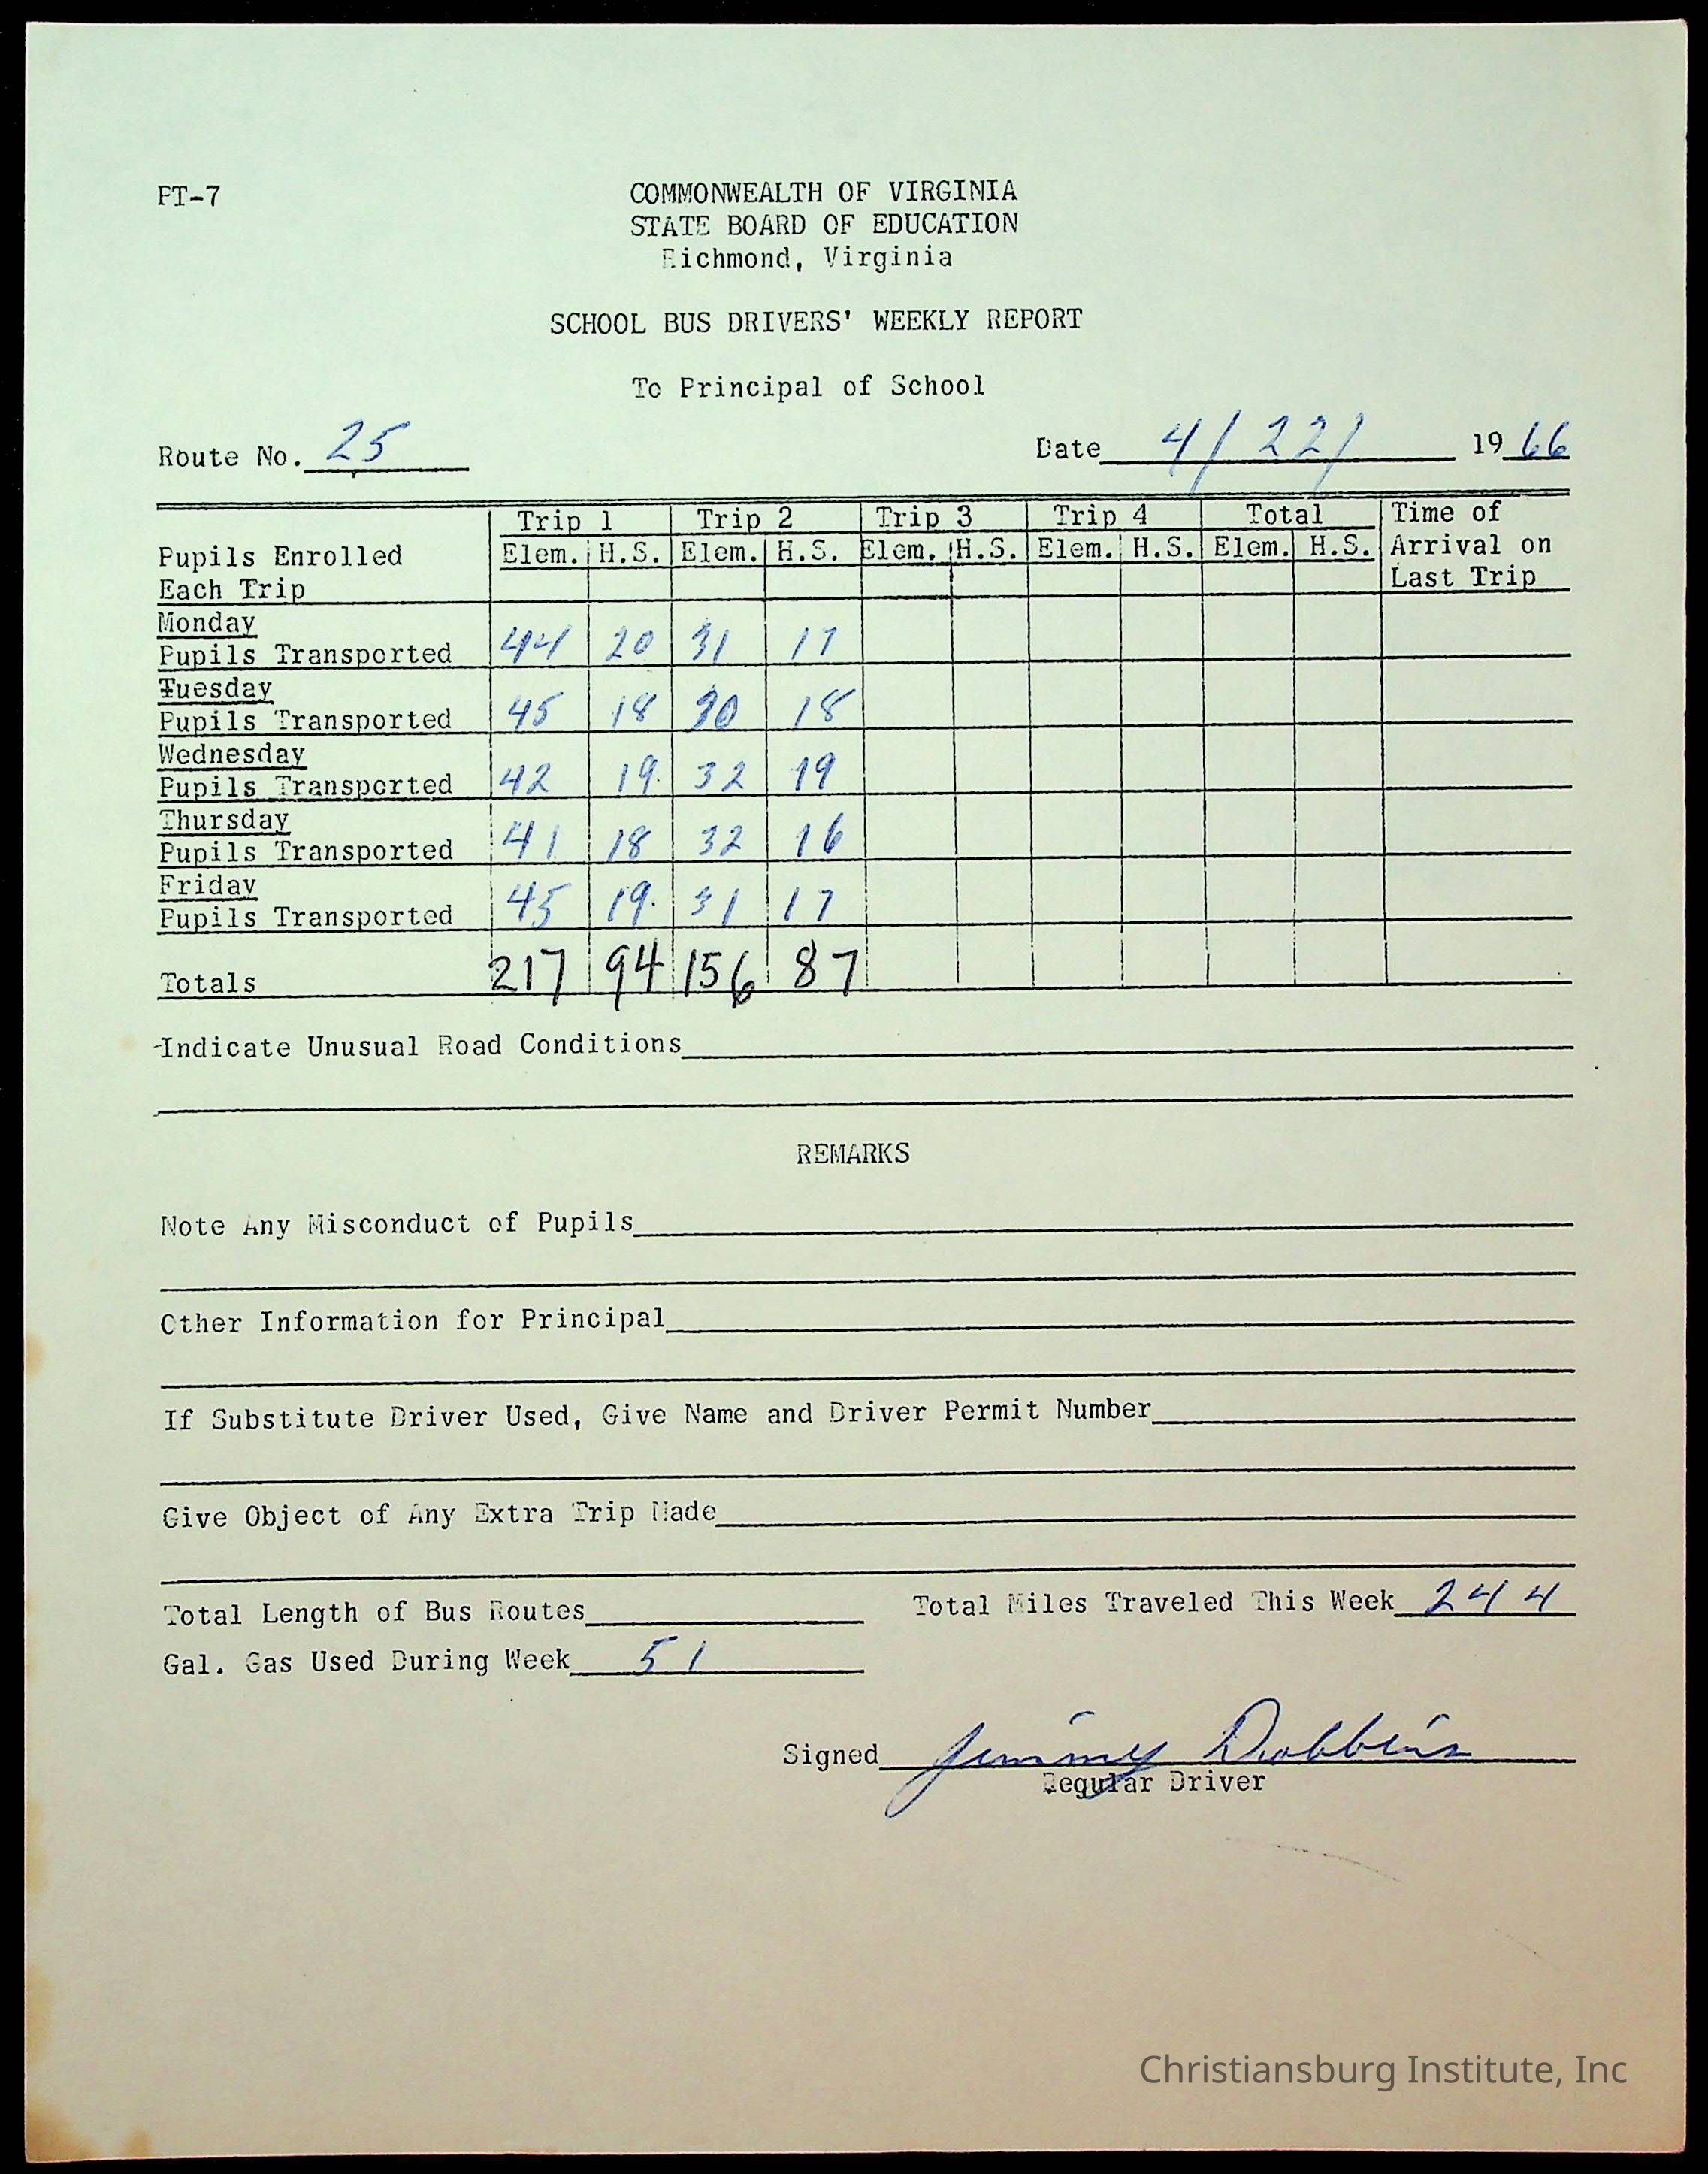 PT-7
COMMONWEALTH OF VIRGINIA
STATE BOARD OF EDUCATION
Richmond, Virginia
SCHOOL BUS DRIVERS' WEEKLY REPORT
To Principal of School
Route No. 25 Date 4/22/ 1966
Trip 1 Trip 2 Trip 3 Trip 4 Total Time of
Pupils Enrolled Elem. H.S. Elem. H.S. Elem. H.S. Elem. H.S. Elem. H.S. Arrival on
Each Trip Last Trip
Monday
Pupils Transported 44 20 31 17
Tuesday
Pupils Transported 45 18 30 18
Wednesday
Pupils Transported 42 19. 32 19
Thursday
Pupils Transported 41 18 32 16
Friday
Pupils Transported 45 19. 31 17
Totals 217 94 156 87
Indicate Unusual Road Conditions
REMARKS
Note Any Misconduct of Pupils
Other Information for Principal
If Substitute Driver Used, Give Name and Driver Permit Number
Give Object of Any Extra Trip Made
Total Length of Bus Routes Total Miles Traveled This Week 244
Gal. Gas Used During Week 51
Signed Jimmy Dobbins
Regular Driver
Christiansburg Institute, Inc